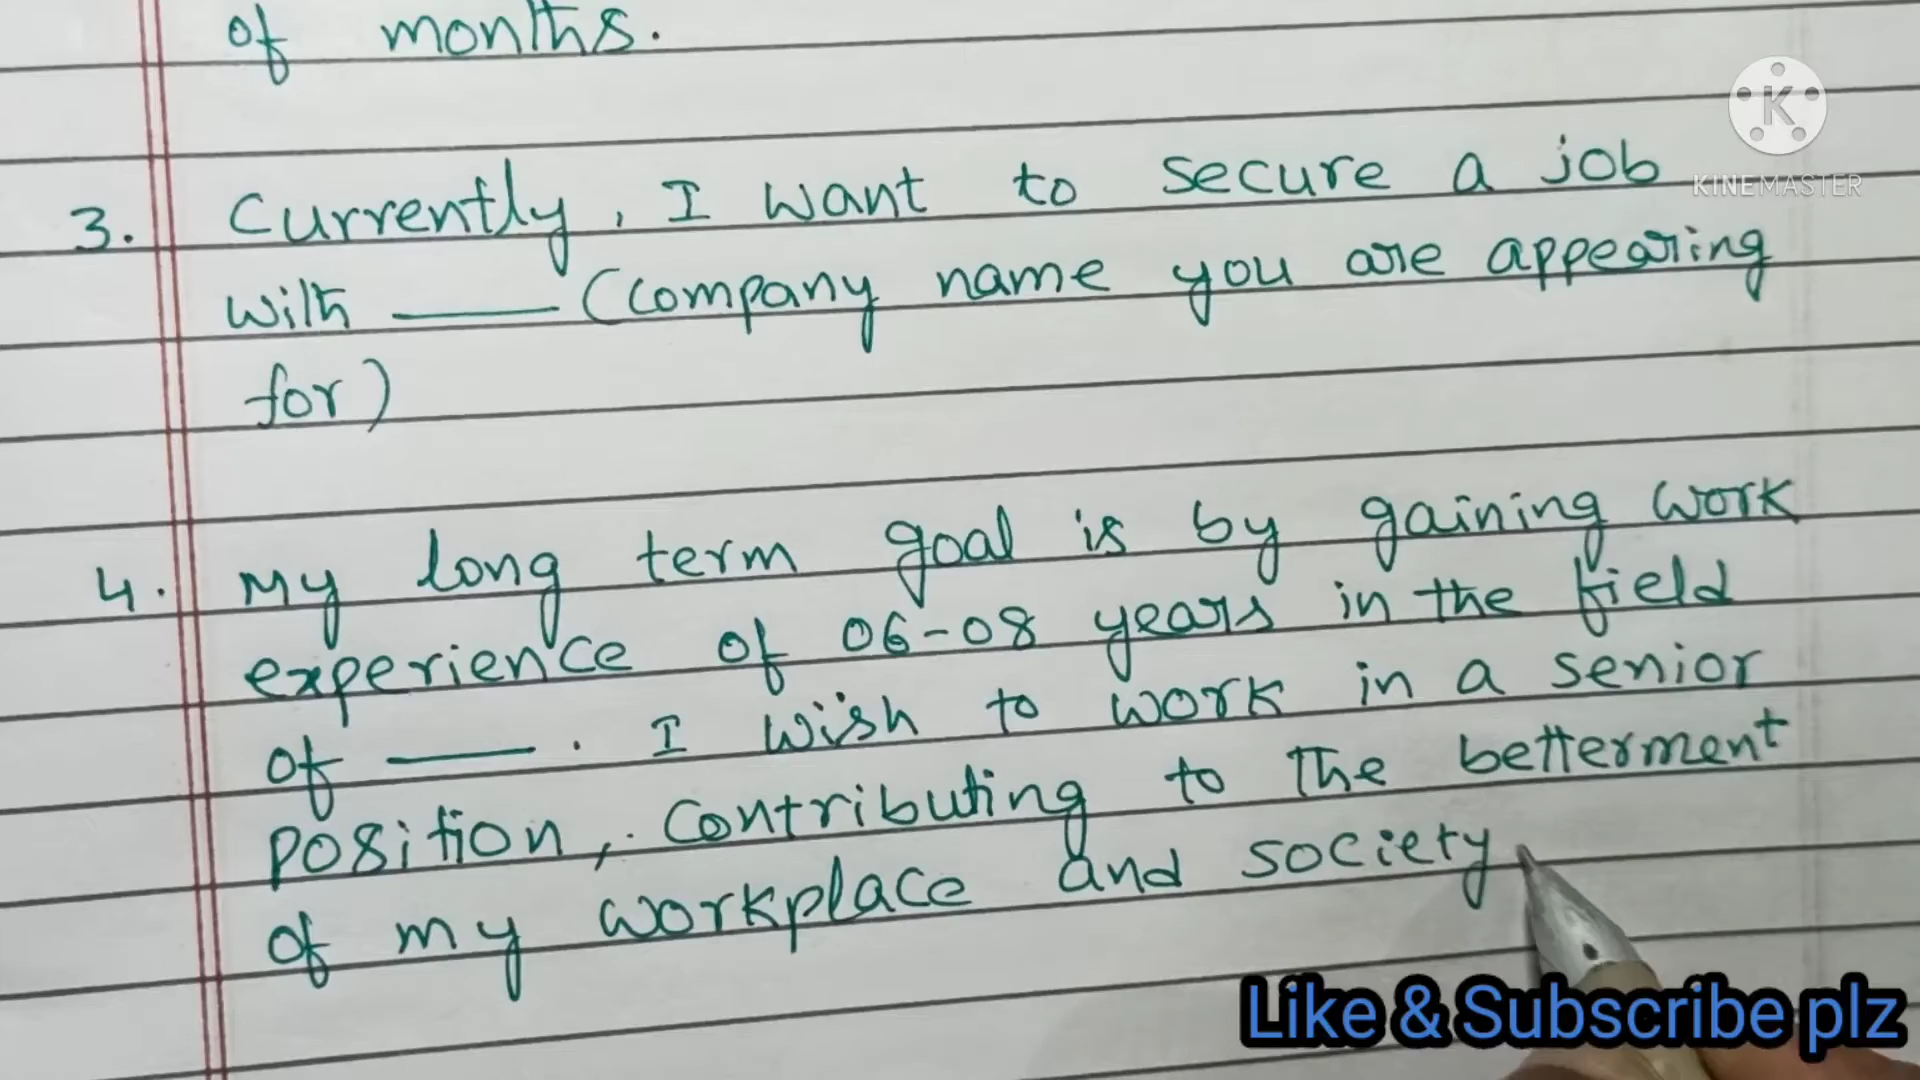 of months.
3. Currently, I want to secure a job
with ____ (Company name you are appearing
for)
4. My long term goal is by gaining work
experience of 06-08 years in the field
of ____. I wish to work in a senior
position, contributing to the betterment
of my workplace and society
K
KINEMASTER
Like & Subscribe plz